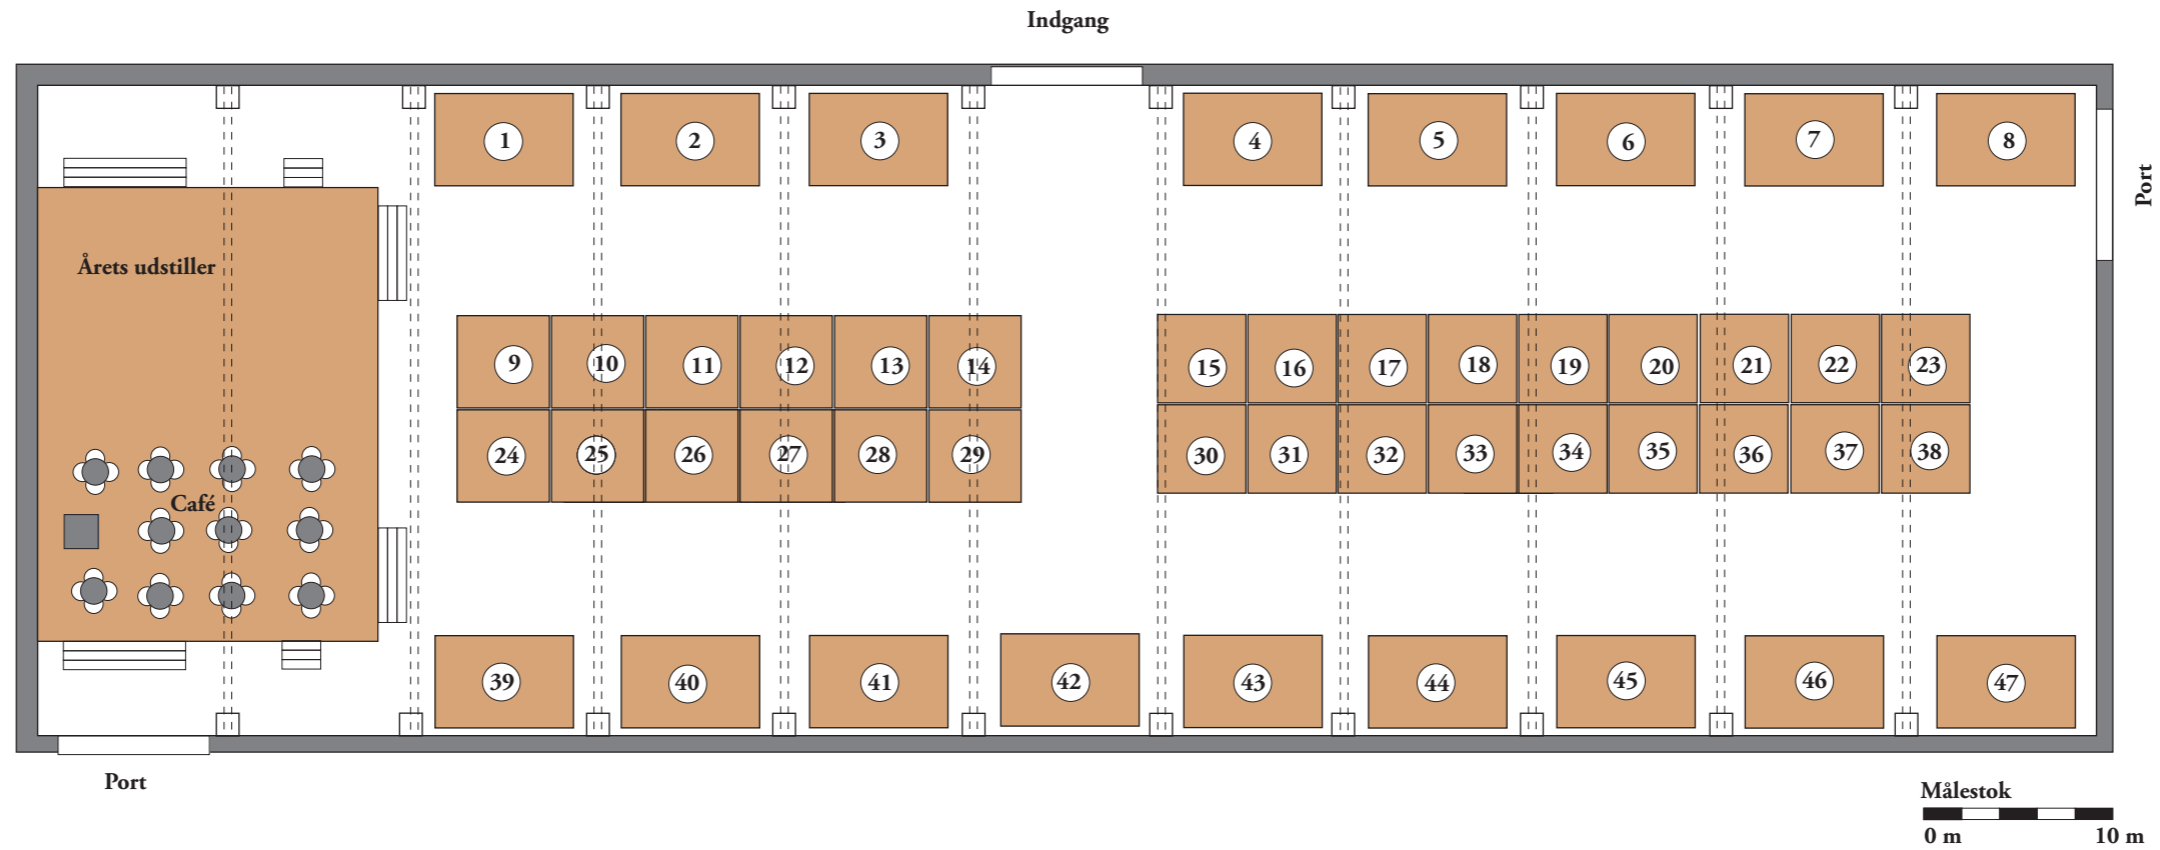 Indgang
1 2 3 4 5 6 7 8
Port
Årets udstiller
9 10 11 12 13 14 15 16 17 18 19 20 21 22 23
24 25 26 27 28 29 30 31 32 33 34 35 36 37 38
Café
39 40 41 42 43 44 45 46 47
Port
Målestok
0 m 10 m